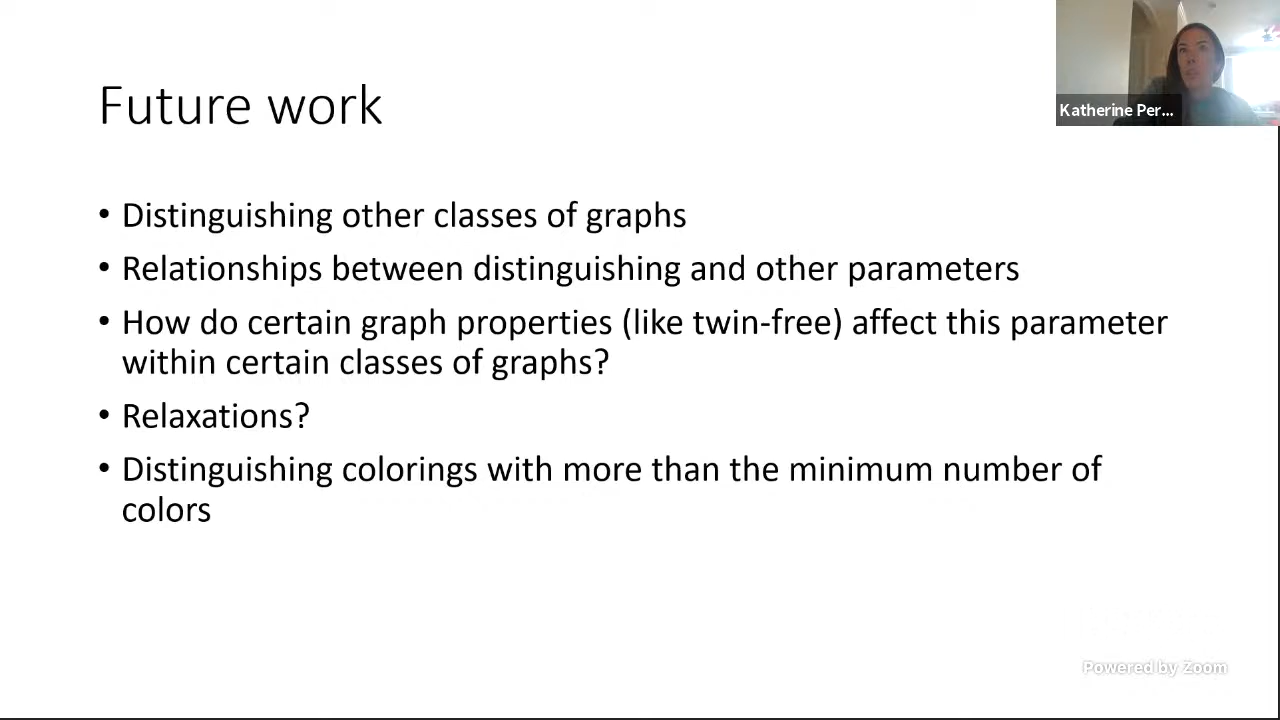 Future work
Katherine Per...
• Distinguishing other classes of graphs
• Relationships between distinguishing and other parameters
• How do certain graph properties (like twin-free) affect this parameter
within certain classes of graphs?
• Relaxations?
• Distinguishing colorings with more than the minimum number of
colors
Powered by Zoom